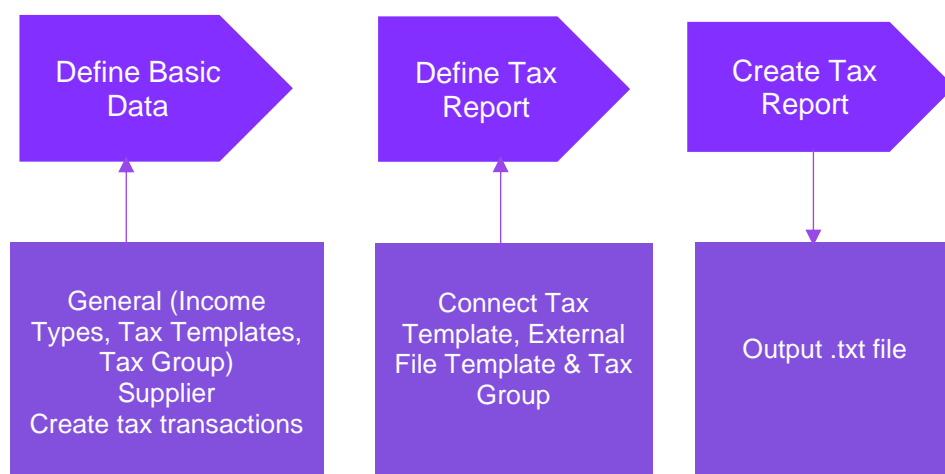 Define Basic
Data
Define Tax
Report
Create Tax
Report
General (Income
Types, Tax Templates,
Tax Group)
Supplier
Create tax transactions
Connect Tax
Template, External
File Template & Tax
Group
Output .txt file